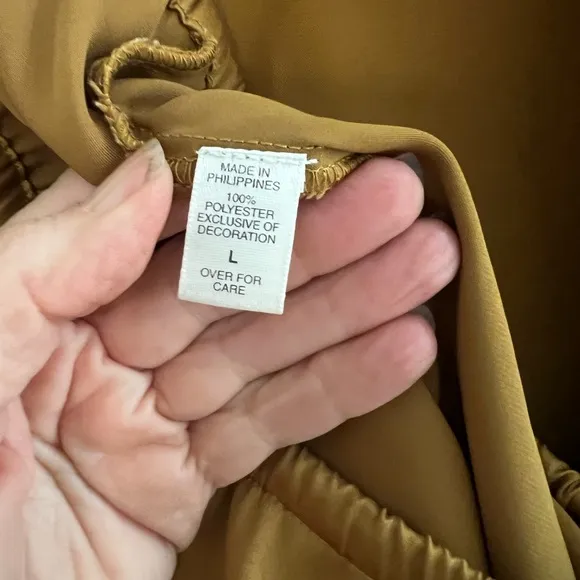 MADE IN
PHILIPPINES
100%
POLYESTER
EXCLUSIVE OF
DECORATION
L
OVER FOR
CARE